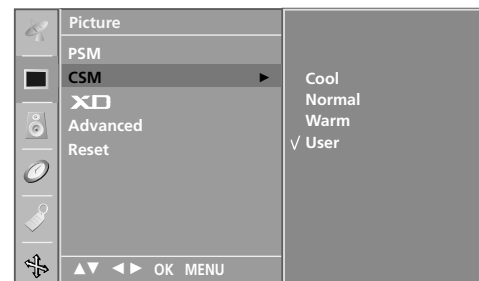 Picture
PSM
CSM ►
XD
Advanced
Reset
▲▼ ◄► OK MENU
Cool
Normal
Warm
√ User